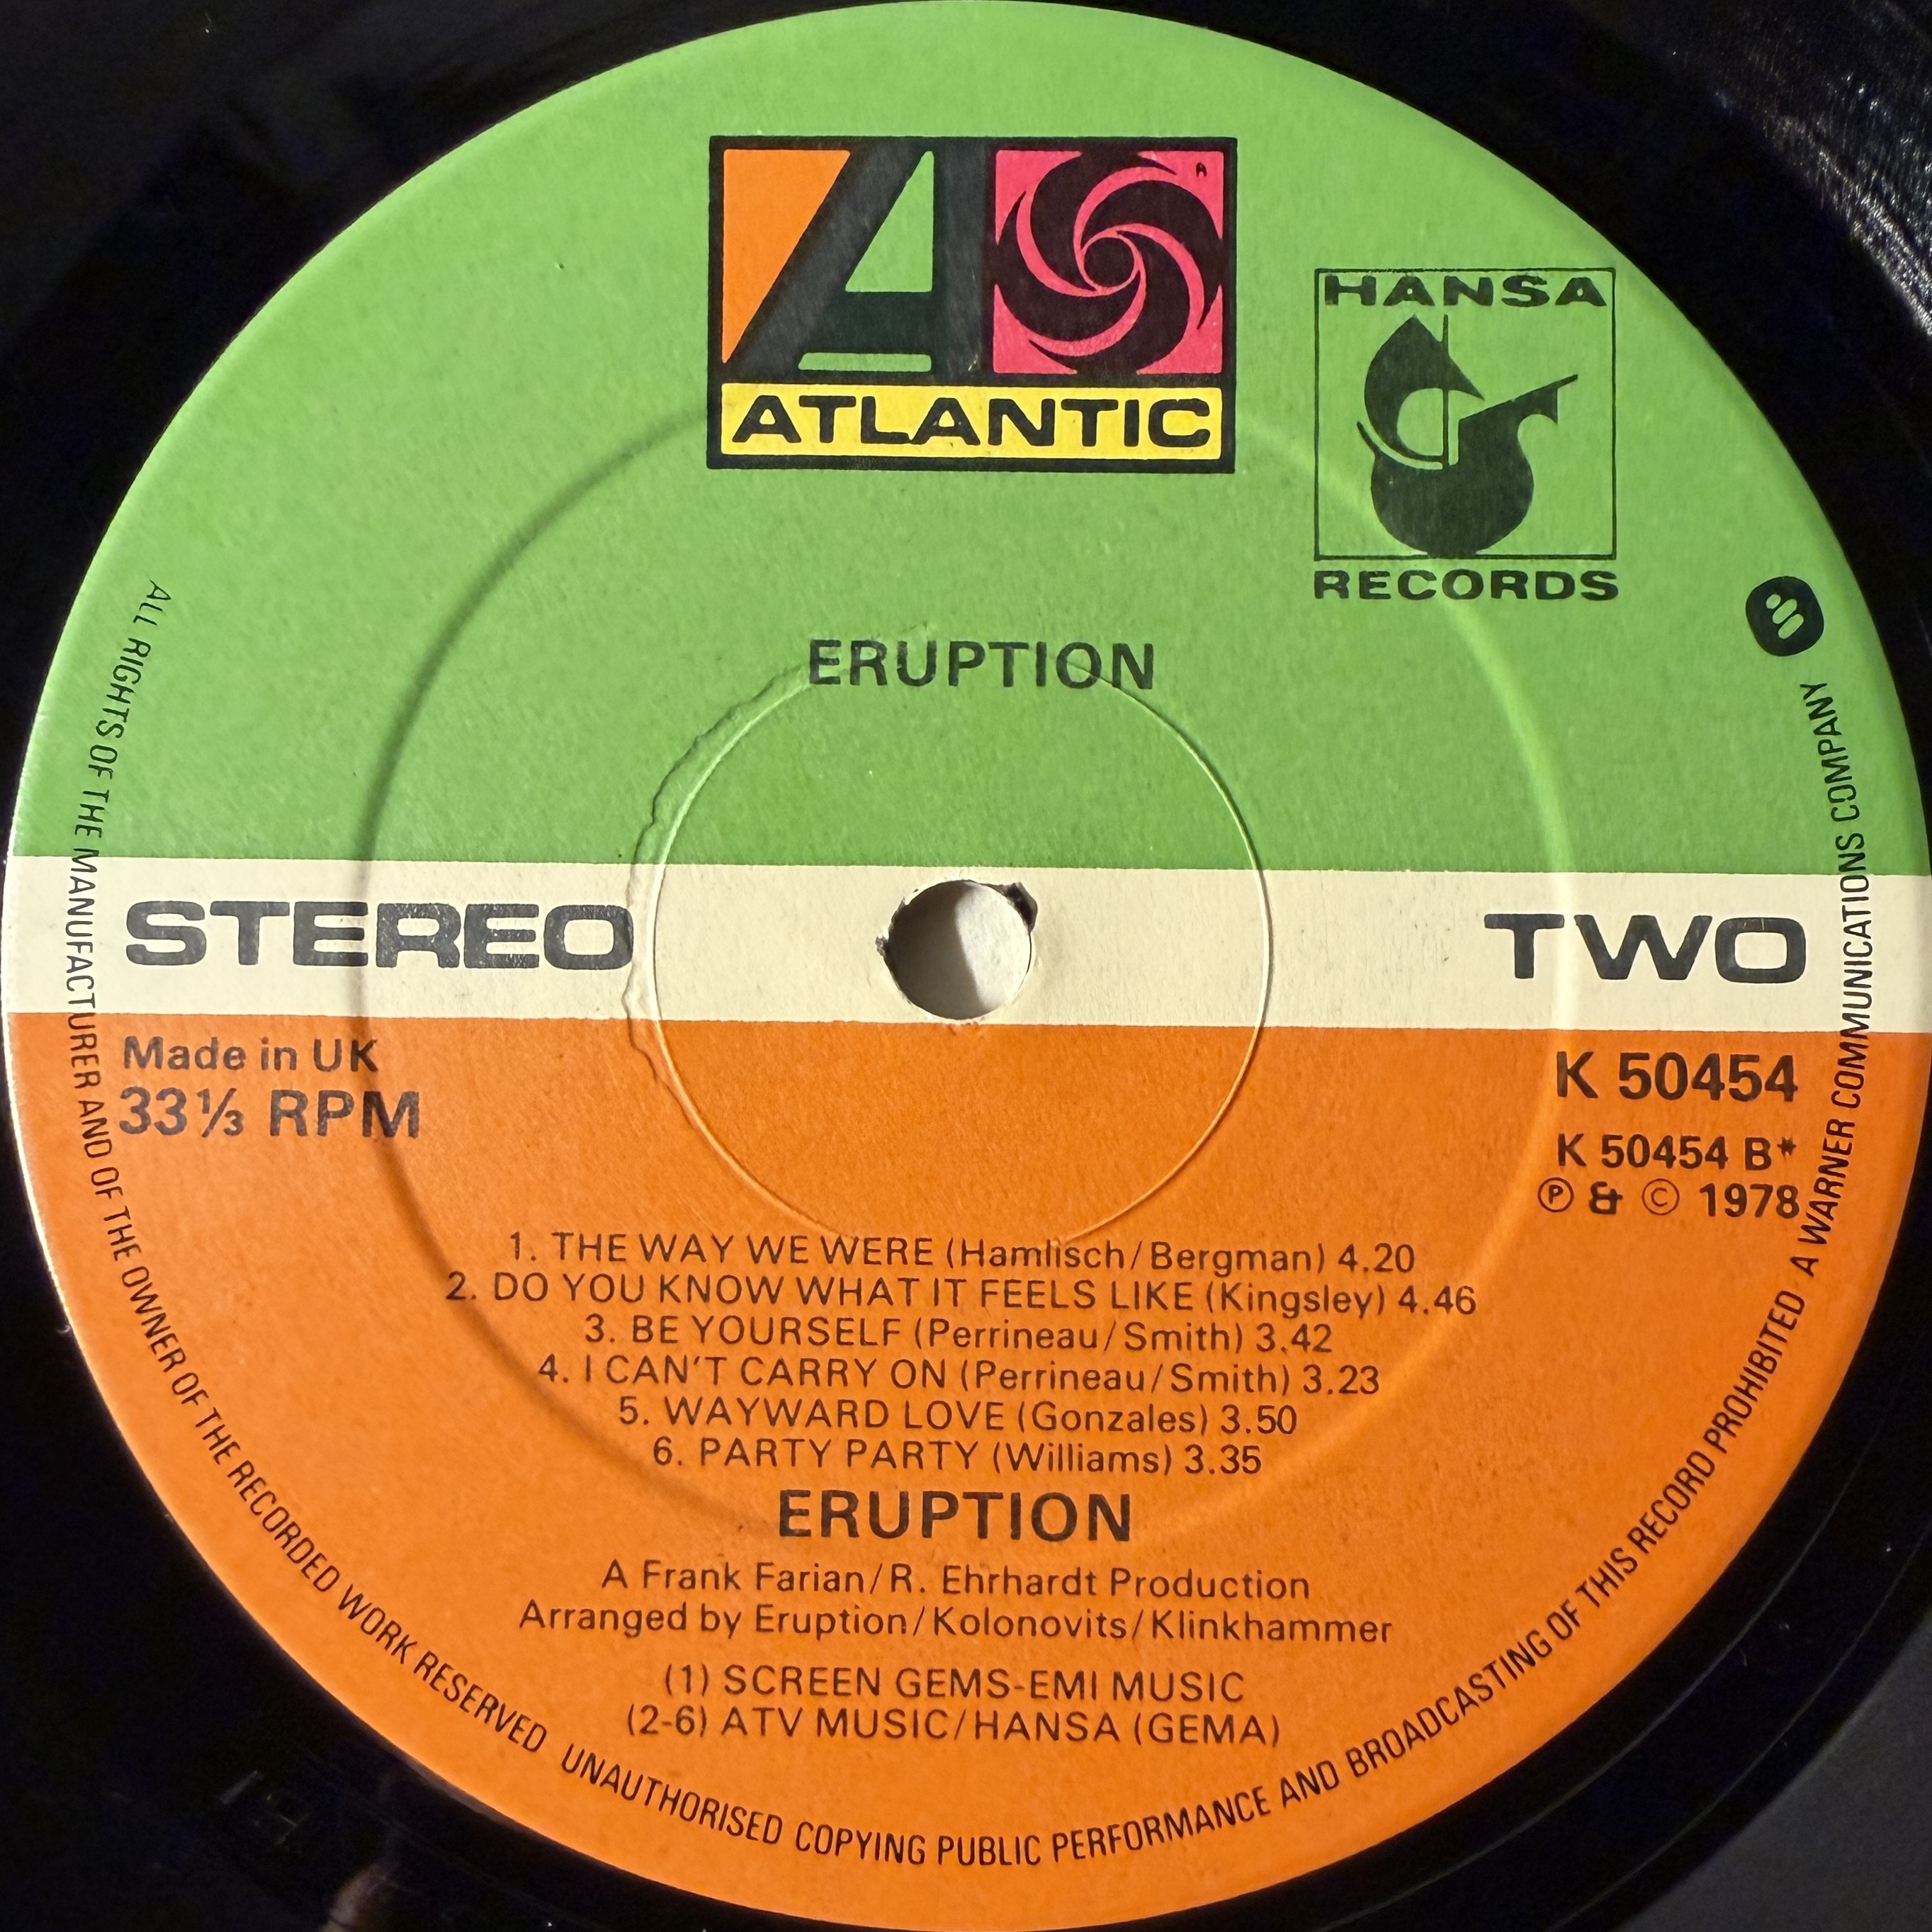 ATLANTIC
HANSA
RECORDS
ERUPTION
STEREO
TWO
Made in UK
33⅓ RPM
K 50454
K 50454 B*
℗ & © 1978
1. THE WAY WE WERE (Hamlisch/Bergman) 4.20
2. DO YOU KNOW WHAT IT FEELS LIKE (Kingsley) 4.46
3. BE YOURSELF (Perrineau/Smith) 3.42
4. I CAN'T CARRY ON (Perrineau/Smith) 3.23
5. WAYWARD LOVE (Gonzales) 3.50
6. PARTY PARTY (Williams) 3.35
ERUPTION
A Frank Farian/R. Ehrhardt Production
Arranged by Eruption/Kolonovits/Klinkhammer
(1) SCREEN GEMS-EMI MUSIC
(2-6) ATV MUSIC/HANSA (GEMA)
ALL RIGHTS OF THE MANUFACTURER AND OF THE OWNER OF THE RECORDED WORK RESERVED UNAUTHORISED COPYING PUBLIC PERFORMANCE AND BROADCASTING OF THIS RECORD PROHIBITED A WARNER COMMUNICATIONS COMPANY